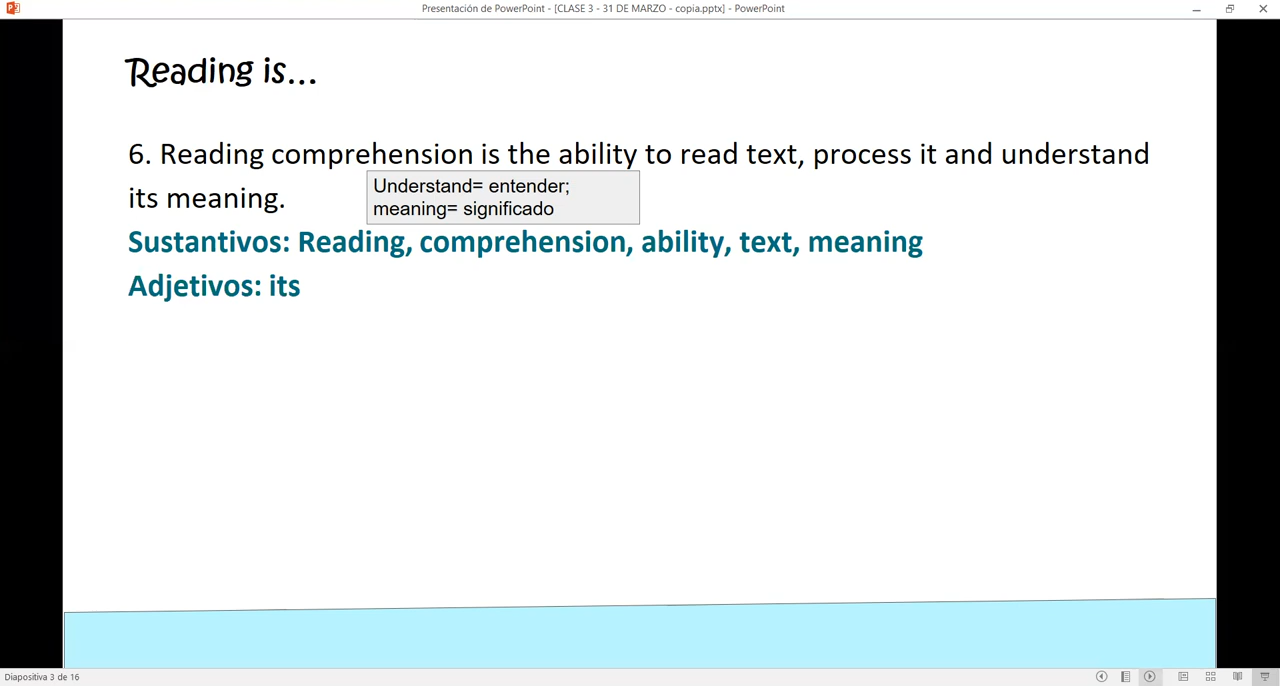 Presentación de PowerPoint - [CLASE 3 - 31 DE MARZO - copia.pptx] - PowerPoint
Reading is...
6. Reading comprehension is the ability to read text, process it and understand
its meaning.
Understand= entender;
meaning= significado
Sustantivos: Reading, comprehension, ability, text, meaning
Adjetivos: its
Diapositiva 3 de 16